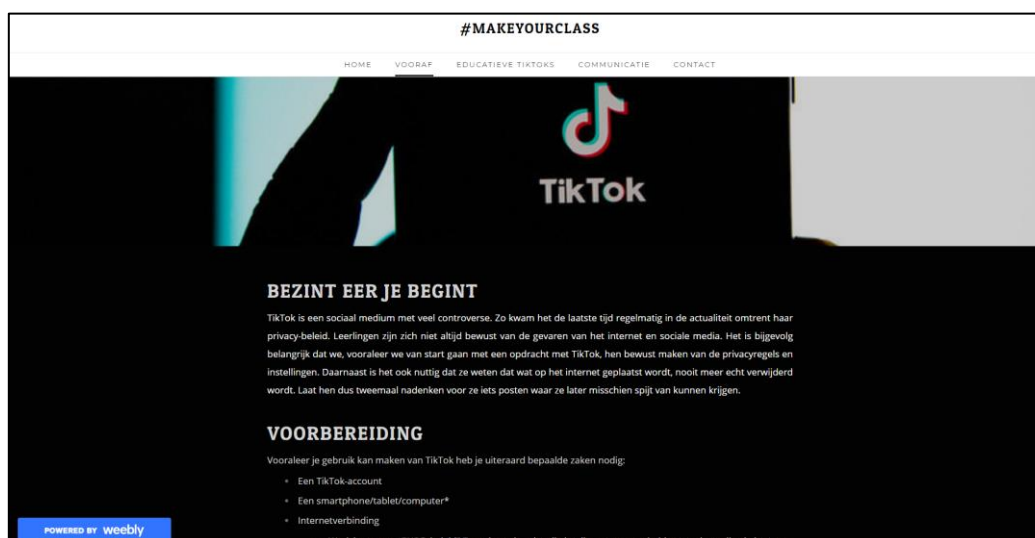 #MAKEYOURCLASS
HOME VOORAF EDUCATIEVE TIKTOKS COMMUNICATIE CONTACT
TikTok
BEZINT EER JE BEGINT
TikTok is een sociaal medium met veel controverse. Zo kwam het de laatste tijd regelmatig in de actualiteit omtrent haar
privacy-beleid. Leerlingen zijn zich niet altijd bewust van de gevaren van het internet en sociale media. Het is bijgevolg
belangrijk dat we, vooraleer we van start gaan met een opdracht met TikTok, hen bewust maken van de privacyregels en
instellingen. Daarnaast is het ook nuttig dat ze weten dat wat op het internet geplaatst wordt, nooit meer echt verwijderd
wordt. Laat hen dus tweemaal nadenken voor ze iets posten waar ze later misschien spijt van kunnen krijgen.
VOORBEREIDING
Vooraleer je gebruik kan maken van TikTok heb je uiteraard bepaalde zaken nodig:
Een TikTok-account
Een smartphone/tablet/computer*
Internetverbinding
POWERED BY weebly